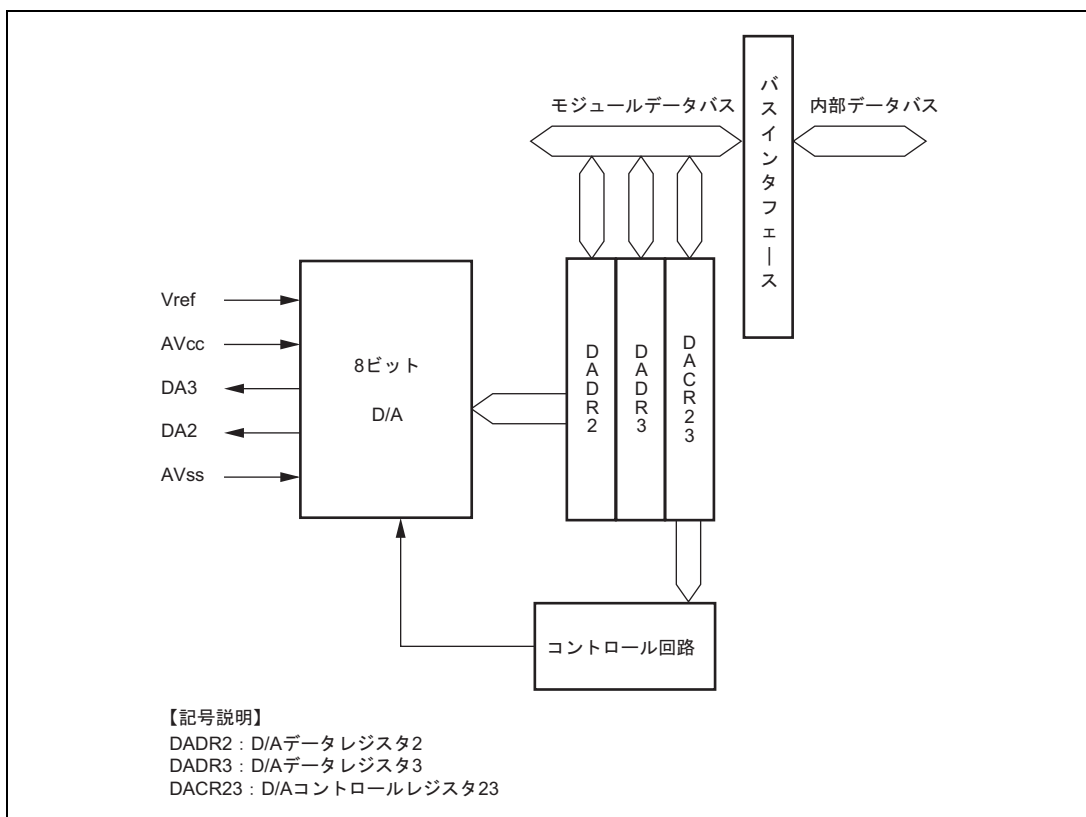 モジュールデータバス
バスインタフェース
内部データバス
Vref
AVcc
DA3
DA2
AVss
8ビット
D/A
DADR2
DADR3
DACR23
コントロール回路
【記号説明】
DADR2：D/Aデータレジスタ2
DADR3：D/Aデータレジスタ3
DACR23：D/Aコントロールレジスタ23